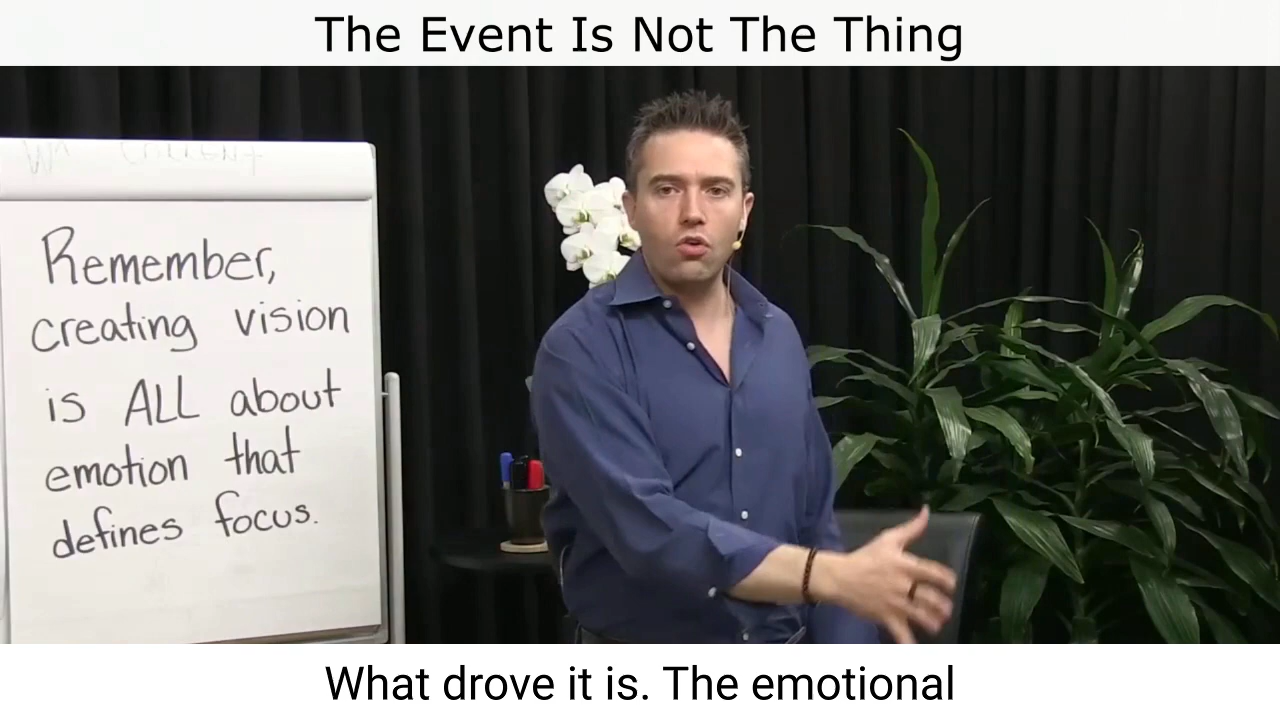 The Event Is Not The Thing
Remember,
creating vision
is ALL about
emotion that
defines focus.
What drove it is. The emotional